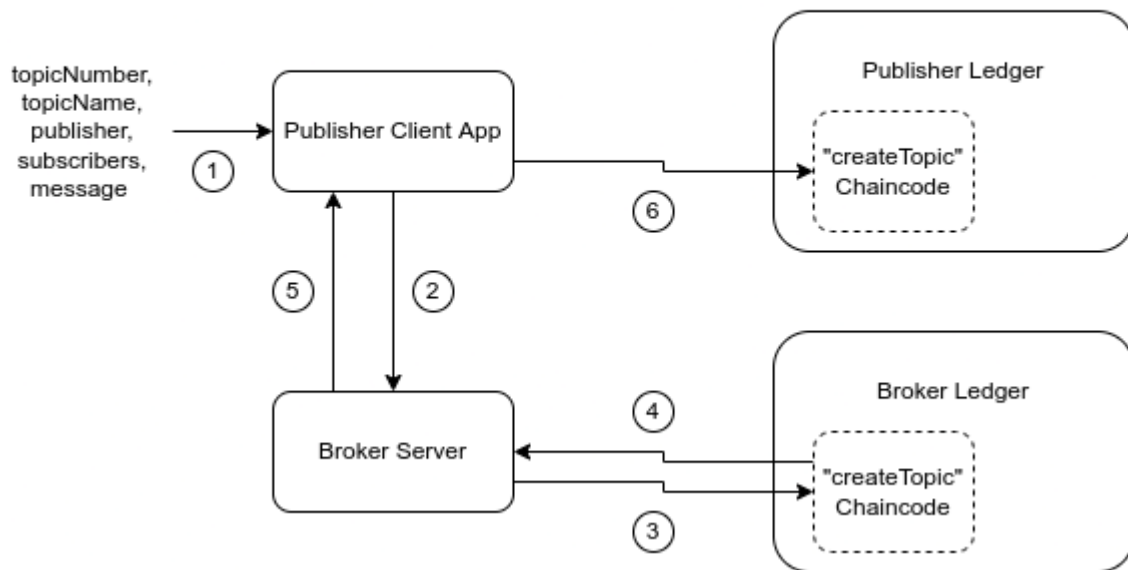 topicNumber,
topicName,
publisher,
subscribers,
message
1
Publisher Client App
Publisher Ledger
"createTopic"
Chaincode
6
5
2
Broker Server
4
3
Broker Ledger
"createTopic"
Chaincode